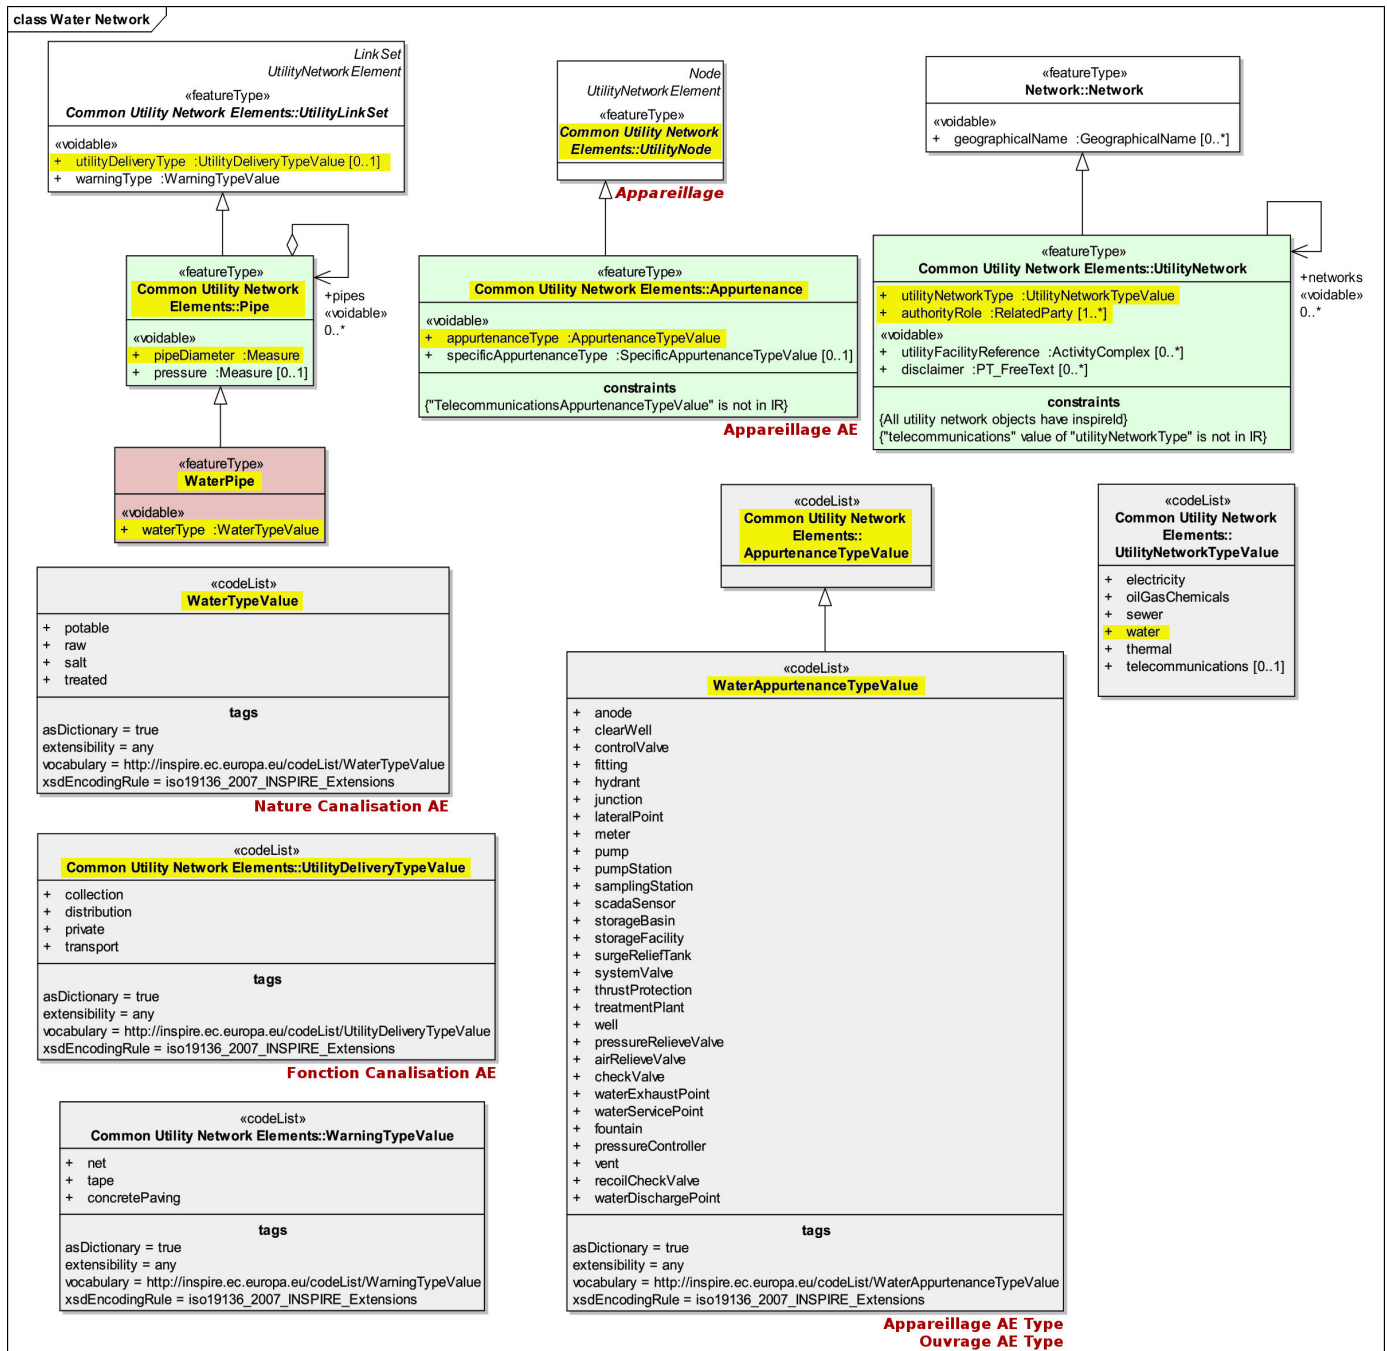 class Water Network
Link Set
UtilityNetworkElement
«featureType»
Common Utility Network Elements::UtilityLinkSet
«voidable»
+ utilityDeliveryType :UtilityDeliveryTypeValue [0..1]
+ warningType :WarningTypeValue
Node
UtilityNetworkElement
«featureType»
Common Utility Network
Elements::UtilityNode
Appareillage
«featureType»
Network::Network
«voidable»
+ geographicalName :GeographicalName [0..*]
«featureType»
Common Utility Network
Elements::Pipe
«voidable»
+ pipeDiameter :Measure
+ pressure :Measure [0..1]
+pipes
«voidable»
0..*
«featureType»
Common Utility Network Elements::Appurtenance
«voidable»
+ appurtenanceType :AppurtenanceTypeValue
+ specificAppurtenanceType :SpecificAppurtenanceTypeValue [0..1]
constraints
{"TelecommunicationsAppurtenanceTypeValue" is not in IR}
Appareillage AE
«featureType»
Common Utility Network Elements::UtilityNetwork
+ utilityNetworkType :UtilityNetworkTypeValue
+ authorityRole :RelatedParty [1..*]
«voidable»
+ utilityFacilityReference :ActivityComplex [0..*]
+ disclaimer :PT_FreeText [0..*]
constraints
{All utility network objects have inspireId}
{"telecommunications" value of "utilityNetworkType" is not in IR}
+networks
«voidable»
0..*
«featureType»
WaterPipe
«voidable»
+ waterType :WaterTypeValue
«codeList»
Common Utility Network
Elements::
AppurtenanceTypeValue
«codeList»
Common Utility Network
Elements::
UtilityNetworkTypeValue
+ electricity
+ oilGasChemicals
+ sewer
+ water
+ thermal
+ telecommunications [0..1]
«codeList»
WaterTypeValue
+ potable
+ raw
+ salt
+ treated
tags
asDictionary = true
extensibility = any
vocabulary = http://inspire.ec.europa.eu/codeList/WaterTypeValue
xsdEncodingRule = iso19136_2007_INSPIRE_Extensions
Nature Canalisation AE
«codeList»
Common Utility Network Elements::UtilityDeliveryTypeValue
+ collection
+ distribution
+ private
+ transport
tags
asDictionary = true
extensibility = any
vocabulary = http://inspire.ec.europa.eu/codeList/UtilityDeliveryTypeValue
xsdEncodingRule = iso19136_2007_INSPIRE_Extensions
Fonction Canalisation AE
«codeList»
Common Utility Network Elements::WarningTypeValue
+ net
+ tape
+ concretePaving
tags
asDictionary = true
extensibility = any
vocabulary = http://inspire.ec.europa.eu/codeList/WarningTypeValue
xsdEncodingRule = iso19136_2007_INSPIRE_Extensions
«codeList»
WaterAppurtenanceTypeValue
+ anode
+ clearWell
+ controlValve
+ fitting
+ hydrant
+ junction
+ lateralPoint
+ meter
+ pump
+ pumpStation
+ samplingStation
+ scadaSensor
+ storageBasin
+ storageFacility
+ surgeReliefTank
+ systemValve
+ thrustProtection
+ treatmentPlant
+ well
+ pressureRelieveValve
+ airRelieveValve
+ checkValve
+ waterExhaustPoint
+ waterServicePoint
+ fountain
+ pressureController
+ vent
+ recoilCheckValve
+ waterDischargePoint
tags
asDictionary = true
extensibility = any
vocabulary = http://inspire.ec.europa.eu/codeList/WaterAppurtenanceTypeValue
xsdEncodingRule = iso19136_2007_INSPIRE_Extensions
Appareillage AE Type
Ouvrage AE Type